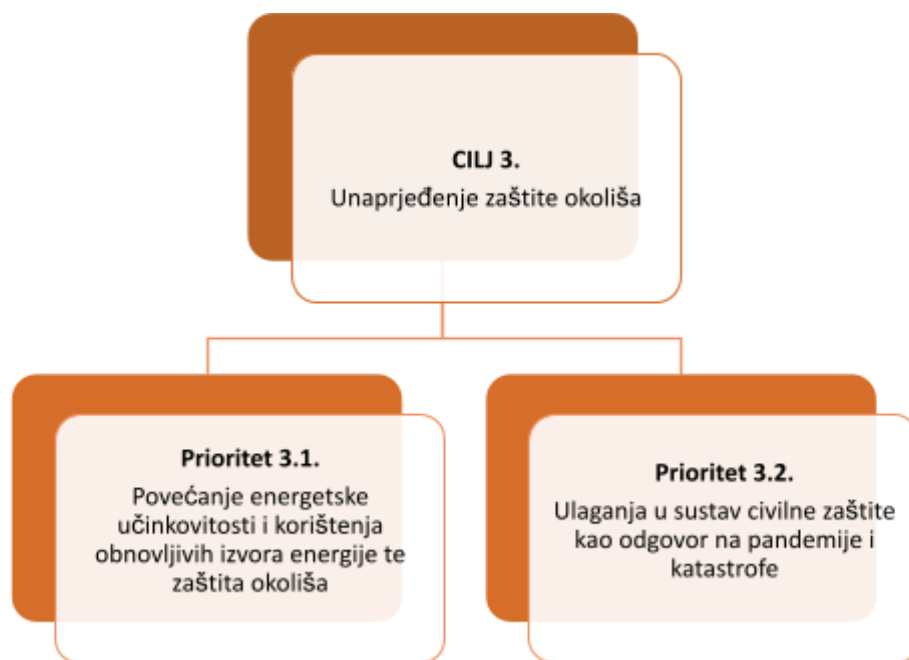 CILJ 3.
Unaprjeđenje zaštite okoliša
Prioritet 3.1.
Povećanje energetske
učinkovitosti i korištenja
obnovljivih izvora energije te
zaštita okoliša
Prioritet 3.2.
Ulaganja u sustav civilne zaštite
kao odgovor na pandemije i
katastrofe